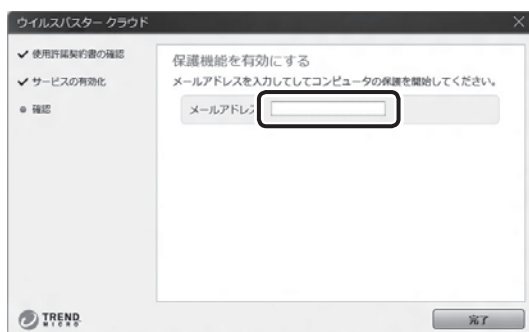 ウイルスバスター クラウド
✓ 使用許諾契約書の確認
✓ サービスの有効化
● 確認
保護機能を有効にする
メールアドレスを入力してしてコンピュータの保護を開始してください。
メールアドレス
TREND
MICRO
完了